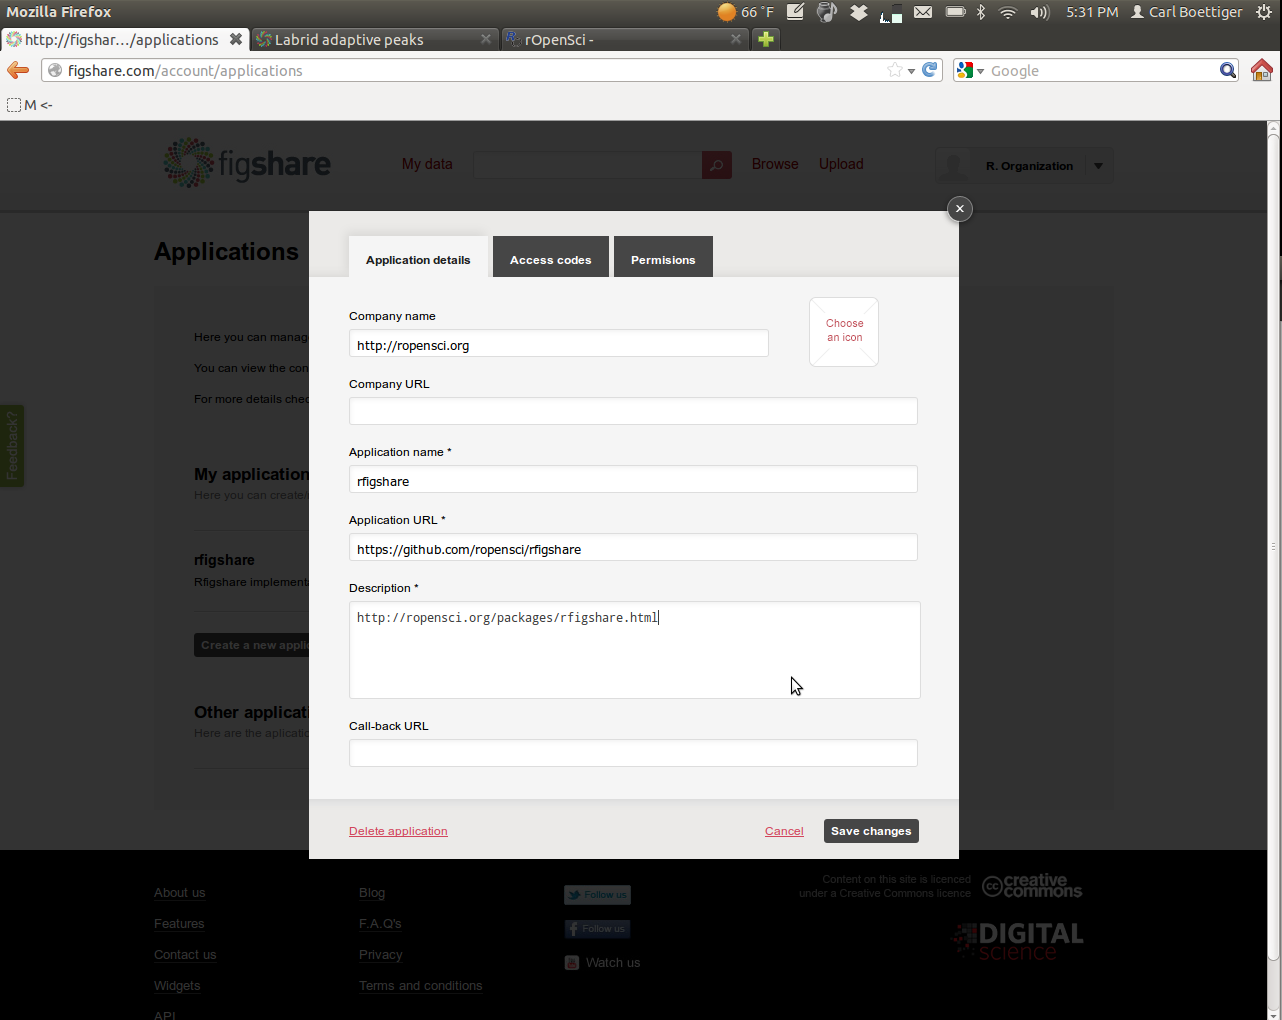 Mozilla Firefox
66 °F
5:31 PM
Carl Boettiger
http://figshar.../applications
Labrid adaptive peaks
rOpenSci -
figshare.com/account/applications
Google
M <-
figshare
My data
Browse
Upload
R. Organization
Applications
Application details
Access codes
Permisions
Here you can manag
You can view the con
For more details chec
Feedback?
My application
Here you can create/
rfigshare
Rfigshare implementa
Create a new appli
Other applicati
Here are the aplicatio
Company name
http://ropensci.org
Choose
an icon
Company URL
Application name *
rfigshare
Application URL *
https://github.com/ropensci/rfigshare
Description *
http://ropensci.org/packages/rfigshare.html
Call-back URL
Delete application
Cancel
Save changes
About us
Features
Contact us
Widgets
API
Blog
F.A.Q's
Privacy
Terms and conditions
Follow us
Follow us
Watch us
Content on this site is licenced
under a Creative Commons licence
cc creative
commons
DIGITAL
science